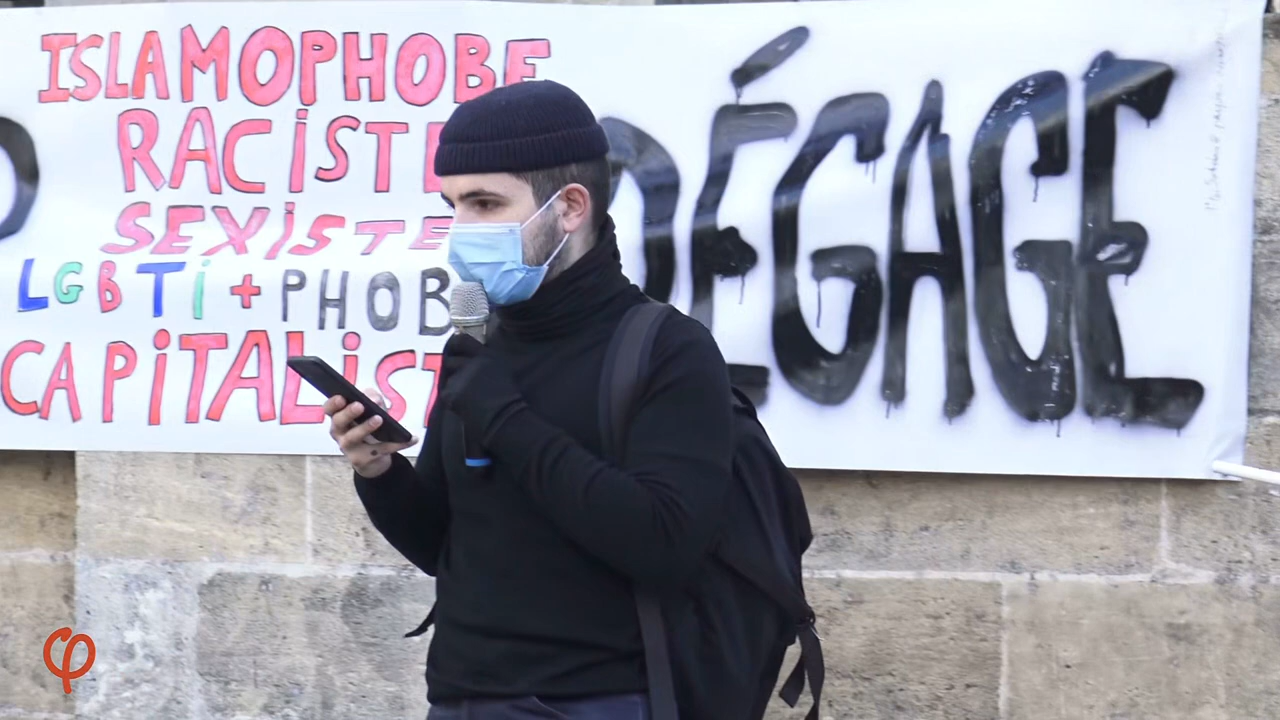 ISLAMOPHOBE
RACISTE
SEXISTE
LGBTi+PHOB
CAPITALIST
DÉGAGE
φ